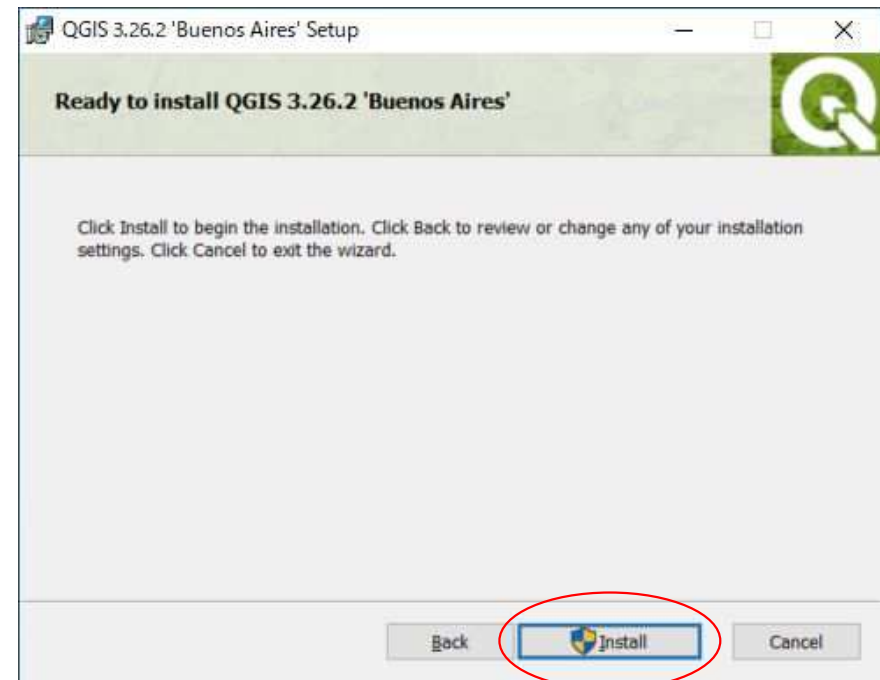 QGIS 3.26.2 'Buenos Aires' Setup
Ready to install QGIS 3.26.2 'Buenos Aires'
Click Install to begin the installation. Click Back to review or change any of your installation
settings. Click Cancel to exit the wizard.
Back Install Cancel